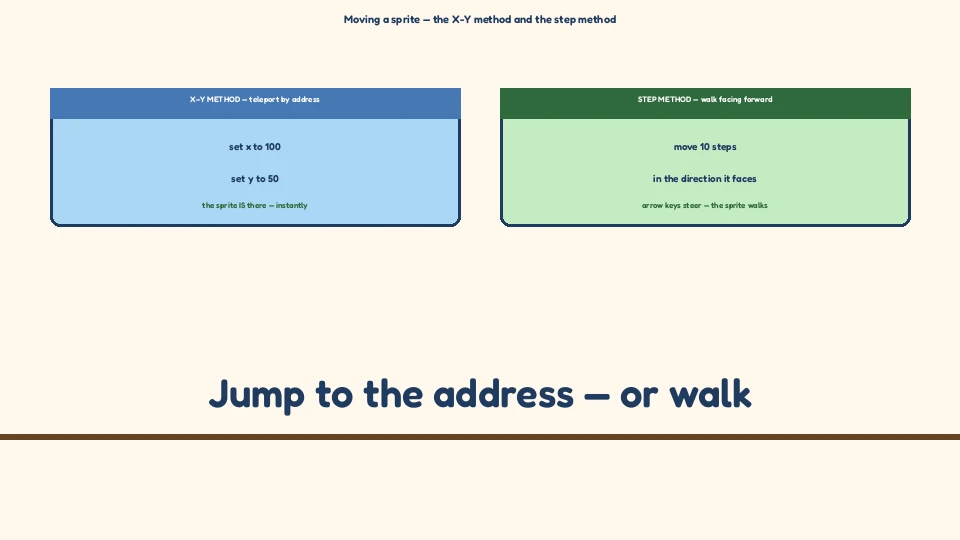 Moving a sprite — the X-Y method and the step method
X-Y METHOD — teleport by address
set x to 100
set y to 50
the sprite IS there — instantly
STEP METHOD — walk facing forward
move 10 steps
in the direction it faces
arrow keys steer — the sprite walks
Jump to the address — or walk